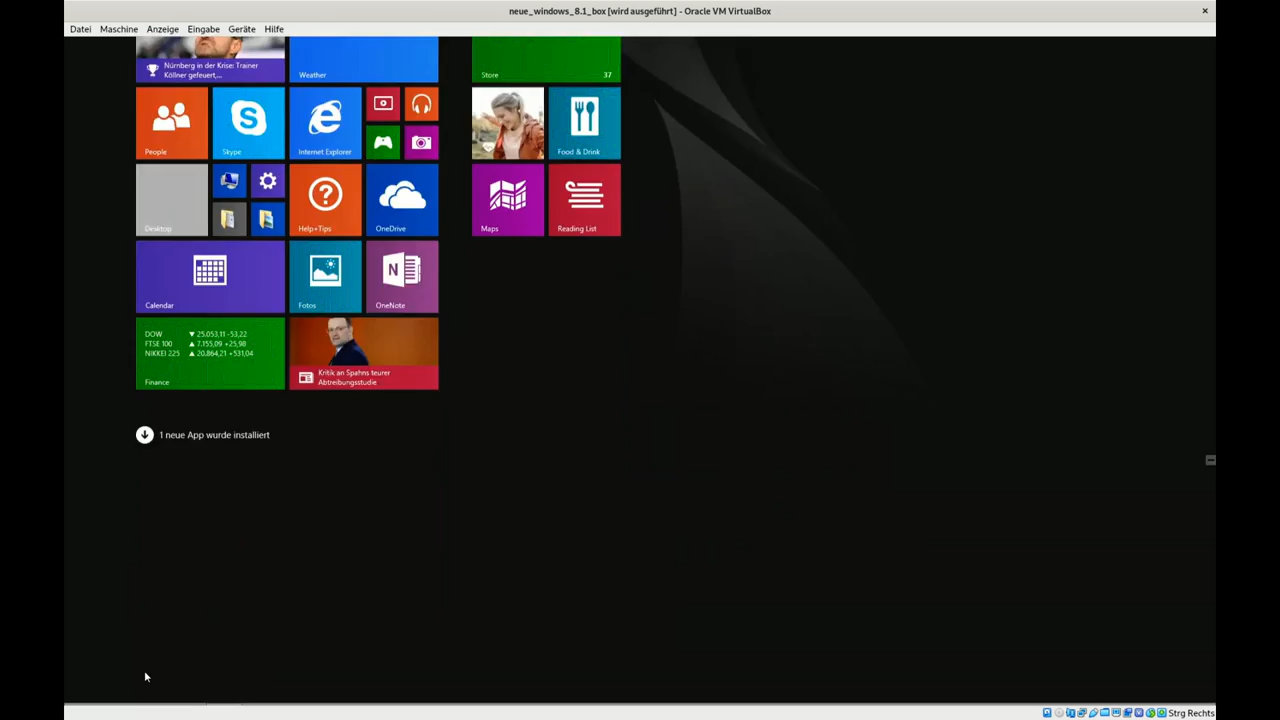 neue_windows_8.1_box [wird ausgeführt] - Oracle VM VirtualBox
Datei Maschine Anzeige Eingabe Geräte Hilfe
Nürnberg in der Krise: Trainer
Köllner gefeuert,...
Weather
Store 37
People
Skype
Internet Explorer
Food & Drink
Desktop
Help+Tips
OneDrive
Maps
Reading List
Calendar
Fotos
OneNote
DOW ▼ 25.053,11 -53,22
FTSE 100 ▲ 7.155,09 +25,98
NIKKEI 225 ▲ 20.864,21 +531,04
Finance
Kritik an Spahns teurer
Abtreibungsstudie
1 neue App wurde installiert
Strg Rechts